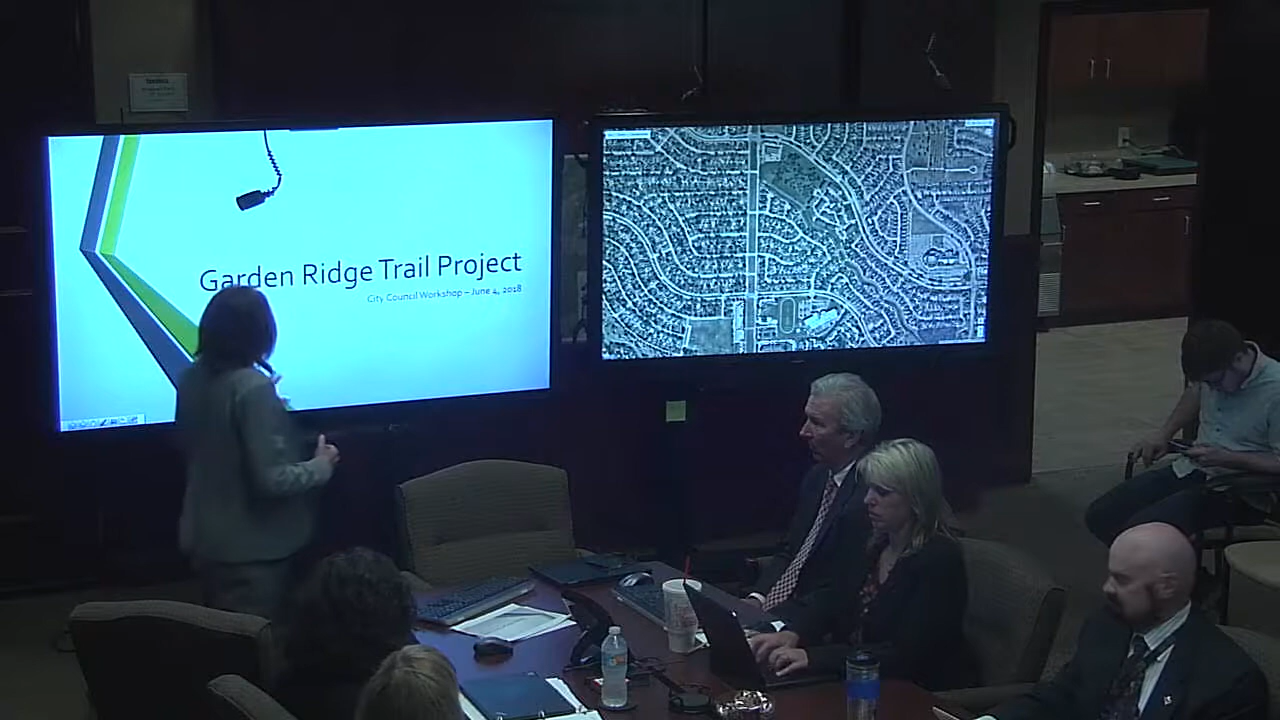 Garden Ridge Trail Project
City Council Workshop – June 4, 2018